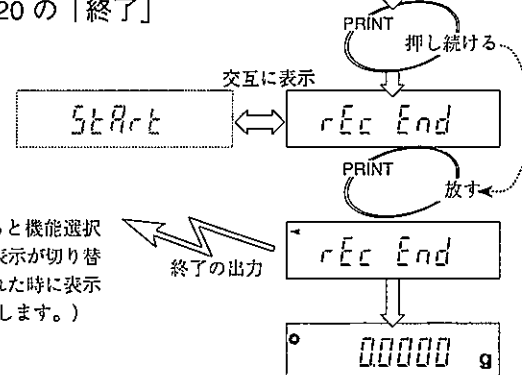 20 の「終了」
PRINT
押し続ける
交互に表示
StArt
rEc End
PRINT
放す
ると機能選択
表示が切り替
れた時に表示
します。)
終了の出力
rEc End
0.0000 g